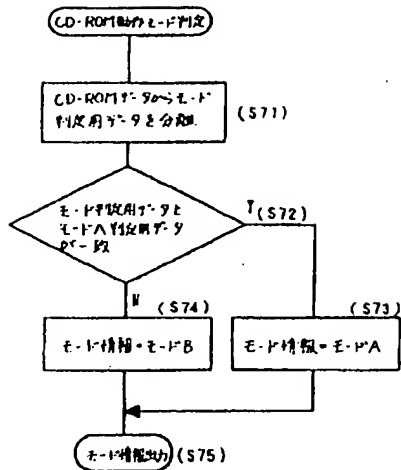 CD-ROM動作モード判定
CD-ROMデータからモード
判定用データを分離
(S71)
モード判定用データと
モードA判定用データ
が一致
Y
(S72)
N
(S74)
(S73)
モード情報=モードB
モード情報=モードA
モード情報出力
(S75)